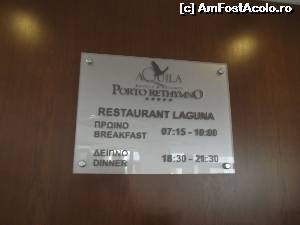 (c) AmFostAcolo.ro
AQUILA
PORTO RETHYMNO
★★★★★
RESTAURANT LAGUNA
ΠΡΩΙΝΟ
BREAKFAST 07:15 - 10:00
ΔΕΙΠΝΟ
DINNER 18:30 - 21:30